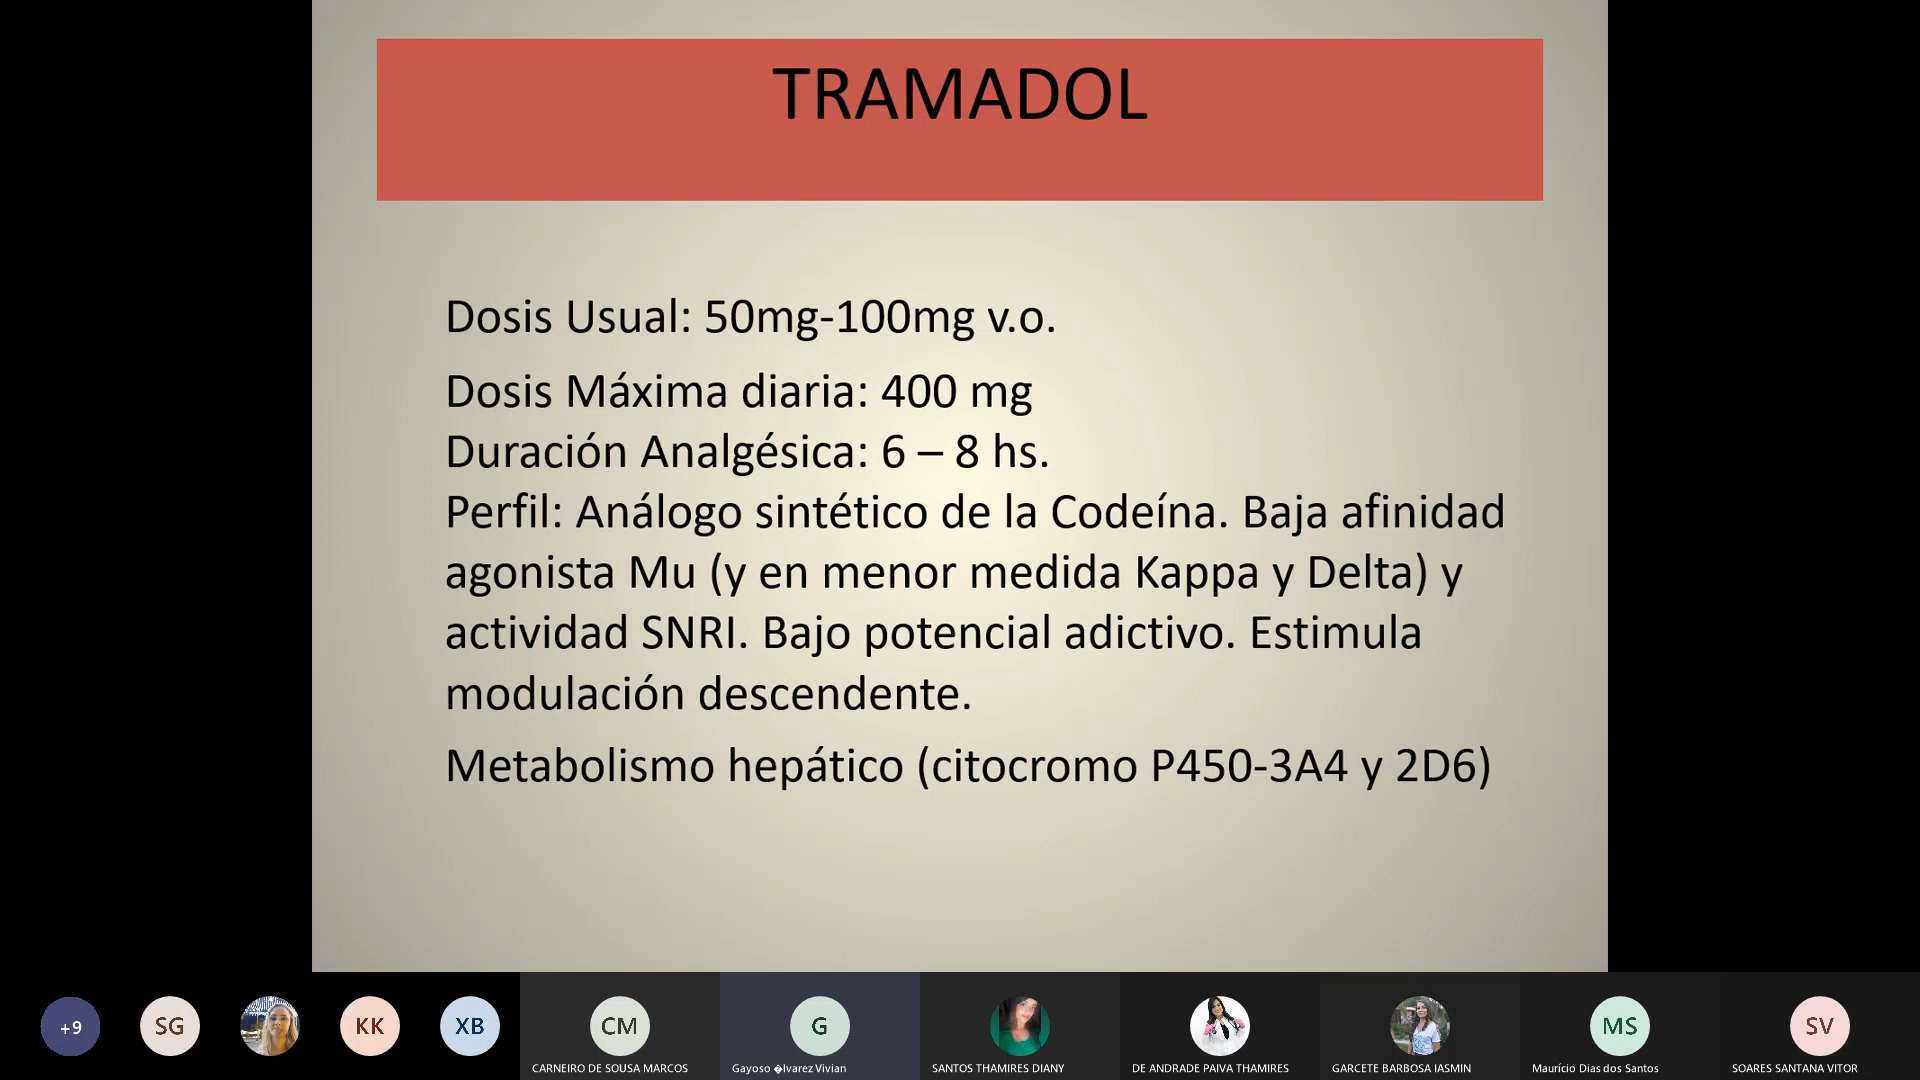 TRAMADOL
Dosis Usual: 50mg-100mg v.o.
Dosis Máxima diaria: 400 mg
Duración Analgésica: 6 – 8 hs.
Perfil: Análogo sintético de la Codeína. Baja afinidad
agonista Mu (y en menor medida Kappa y Delta) y
actividad SNRI. Bajo potencial adictivo. Estimula
modulación descendente.
Metabolismo hepático (citocromo P450-3A4 y 2D6)
+9
SG
KK
XB
CM
G
MS
SV
CARNEIRO DE SOUSA MARCOS
Gayoso �lvarez Vivian
SANTOS THAMIRES DIANY
DE ANDRADE PAIVA THAMIRES
GARCETE BARBOSA IASMIN
Maurício Dias dos Santos
SOARES SANTANA VITOR